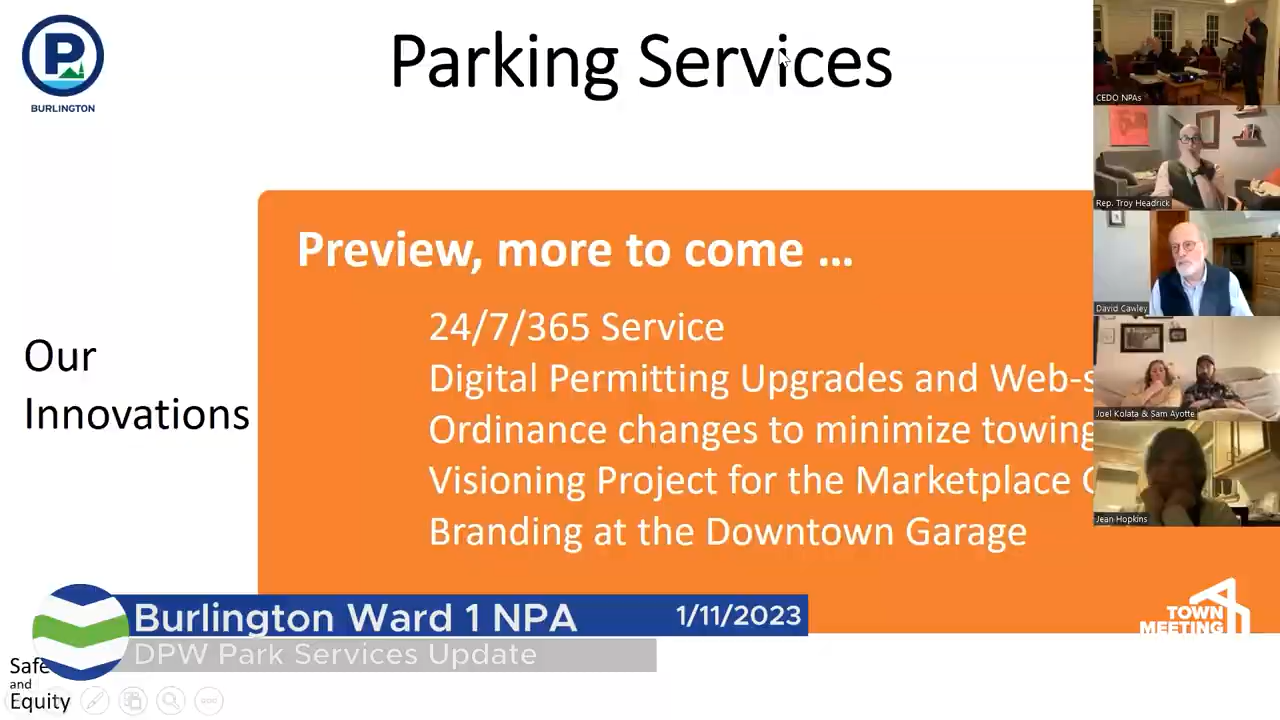 P
BURLINGTON
Parking Services
Preview, more to come ...
24/7/365 Service
Digital Permitting Upgrades and Web-s
Ordinance changes to minimize towing
Visioning Project for the Marketplace
Branding at the Downtown Garage
Our
Innovations
CEDO NPAs
Rep. Troy Headrick
David Cawley
Joel Kolata & Sam Ayotte
Jean Hopkins
TOWN
MEETING
Burlington Ward 1 NPA 1/11/2023
DPW Park Services Update
Safe
and
Equity